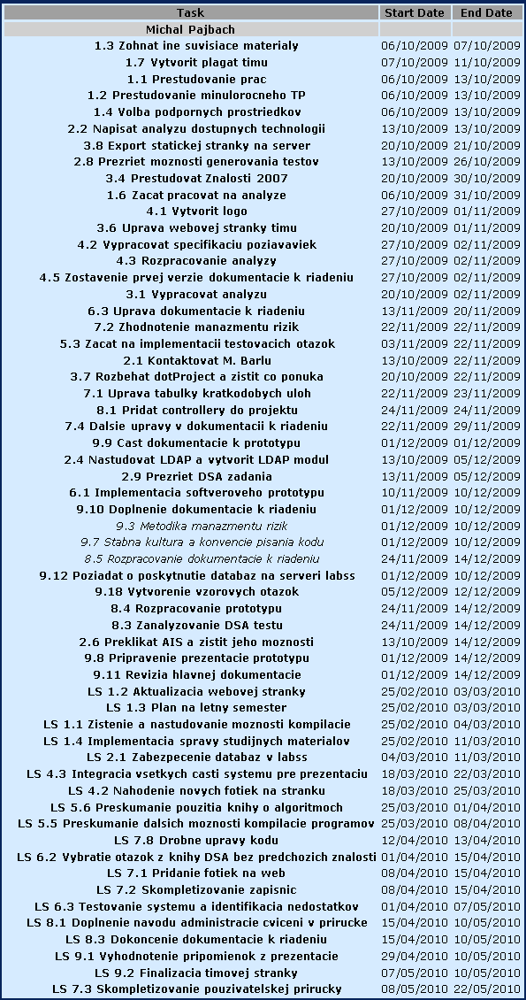 Task Start Date End Date
Michal Pajbach
1.3 Zohnat ine suvisiace materialy 06/10/2009 07/10/2009
1.7 Vytvorit plagat timu 07/10/2009 11/10/2009
1.1 Prestudovanie prac 06/10/2009 13/10/2009
1.2 Prestudovanie minulorocneho TP 06/10/2009 13/10/2009
1.4 Volba podpornych prostriedkov 06/10/2009 13/10/2009
2.2 Napisat analyzu dostupnych technologii 13/10/2009 13/10/2009
3.8 Export statickej stranky na server 20/10/2009 21/10/2009
2.8 Prezriet moznosti generovania testov 13/10/2009 26/10/2009
3.4 Prestudovat Znalosti 2007 20/10/2009 30/10/2009
1.6 Zacat pracovat na analyze 06/10/2009 31/10/2009
4.1 Vytvorit logo 27/10/2009 01/11/2009
3.6 Uprava webovej stranky timu 20/10/2009 01/11/2009
4.2 Vypracovat specifikaciu poziavaviek 27/10/2009 02/11/2009
4.3 Rozpracovanie analyzy 27/10/2009 02/11/2009
4.5 Zostavenie prvej verzie dokumentacie k riadeniu 27/10/2009 02/11/2009
3.1 Vypracovat analyzu 20/10/2009 02/11/2009
6.3 Uprava dokumentacie k riadeniu 13/11/2009 20/11/2009
7.2 Zhodnotenie manazmentu rizik 22/11/2009 22/11/2009
5.3 Zacat na implementacii testovacich otazok 03/11/2009 22/11/2009
2.1 Kontaktovat M. Barlu 13/10/2009 22/11/2009
3.7 Rozbehat dotProject a zistit co ponuka 20/10/2009 22/11/2009
7.1 Uprava tabulky kratkodobych uloh 22/11/2009 23/11/2009
8.1 Pridat controllery do projektu 24/11/2009 24/11/2009
7.4 Dalsie upravy v dokumentacii k riadeniu 22/11/2009 29/11/2009
9.9 Cast dokumentacie k prototypu 01/12/2009 01/12/2009
2.4 Nastudovat LDAP a vytvorit LDAP modul 13/10/2009 05/12/2009
2.9 Prezriet DSA zadania 13/11/2009 05/12/2009
6.1 Implementacia softveroveho prototypu 10/11/2009 10/12/2009
9.10 Doplnenie dokumentacie k riadeniu 01/12/2009 10/12/2009
9.3 Metodika manazmentu rizik 01/12/2009 10/12/2009
9.7 Stabna kultura a konvencie pisania kodu 01/12/2009 10/12/2009
8.5 Rozpracovanie dokumentacie k riadeniu 24/11/2009 14/12/2009
9.12 Poziadat o poskytnutie databaz na serveri labss 01/12/2009 10/12/2009
9.18 Vytvorenie vzorovych otazok 05/12/2009 12/12/2009
8.4 Rozpracovanie prototypu 24/11/2009 14/12/2009
8.3 Zanalyzovanie DSA testu 24/11/2009 14/12/2009
2.6 Preklikat AIS a zistit jeho moznosti 13/10/2009 14/12/2009
9.8 Pripravenie prezentacie prototypu 01/12/2009 14/12/2009
9.11 Revizia hlavnej dokumentacie 01/12/2009 14/12/2009
LS 1.2 Aktualizacia webovej stranky 25/02/2010 03/03/2010
LS 1.3 Plan na letny semester 25/02/2010 03/03/2010
LS 1.1 Zistenie a nastudovanie moznosti kompilacie 25/02/2010 04/03/2010
LS 1.4 Implementacia spravy studijnych materialov 25/02/2010 11/03/2010
LS 2.1 Zabezpecenie databaz v labss 04/03/2010 11/03/2010
LS 4.3 Integracia vsetkych casti systemu pre prezentaciu 18/03/2010 22/03/2010
LS 4.2 Nahodenie novych fotiek na stranku 18/03/2010 25/03/2010
LS 5.6 Preskumanie pouzitia knihy o algoritmoch 25/03/2010 01/04/2010
LS 5.5 Preskumanie dalsich moznosti kompilacie programov 25/03/2010 08/04/2010
LS 7.8 Drobne upravy kodu 12/04/2010 13/04/2010
LS 6.2 Vybratie otazok z knihy DSA bez predchozich znalosti 01/04/2010 15/04/2010
LS 7.1 Pridanie fotiek na web 08/04/2010 15/04/2010
LS 7.2 Skompletizovanie zapisnic 08/04/2010 15/04/2010
LS 6.3 Testovanie systemu a identifikacia nedostatkov 01/04/2010 07/05/2010
LS 8.1 Doplnenie navodu administracie cviceni v prirucke 15/04/2010 10/05/2010
LS 8.3 Dokoncenie dokumentacie k riadeniu 15/04/2010 10/05/2010
LS 9.1 Vyhodnotenie pripomienok z prezentacie 29/04/2010 10/05/2010
LS 9.2 Finalizacia timovej stranky 07/05/2010 10/05/2010
LS 7.3 Skompletizovanie pouzivatelskej prirucky 08/05/2010 22/05/2010